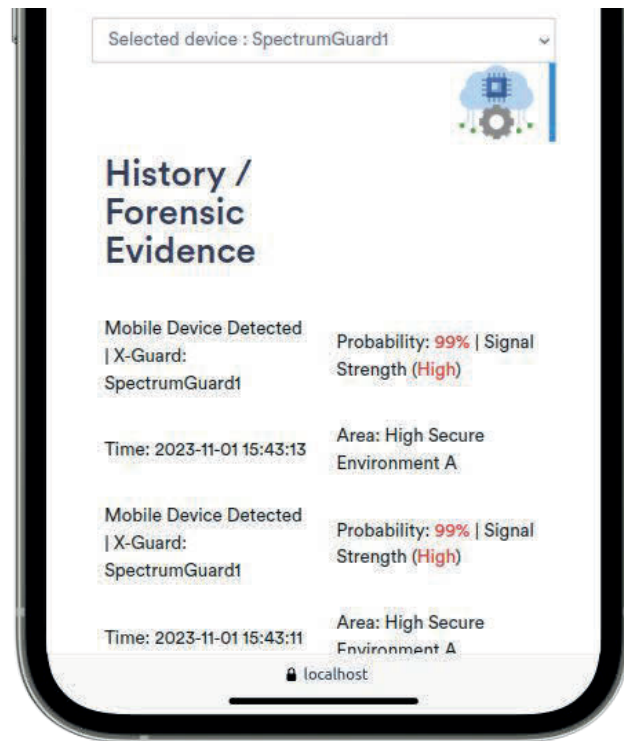 Selected device : SpectrumGuard1
History /
Forensic
Evidence
Mobile Device Detected
| X-Guard:
SpectrumGuard1
Probability: 99% | Signal
Strength (High)
Time: 2023-11-01 15:43:13
Area: High Secure
Environment A
Mobile Device Detected
| X-Guard:
SpectrumGuard1
Probability: 99% | Signal
Strength (High)
Time: 2023-11-01 15:43:11
Area: High Secure
Environment A
localhost